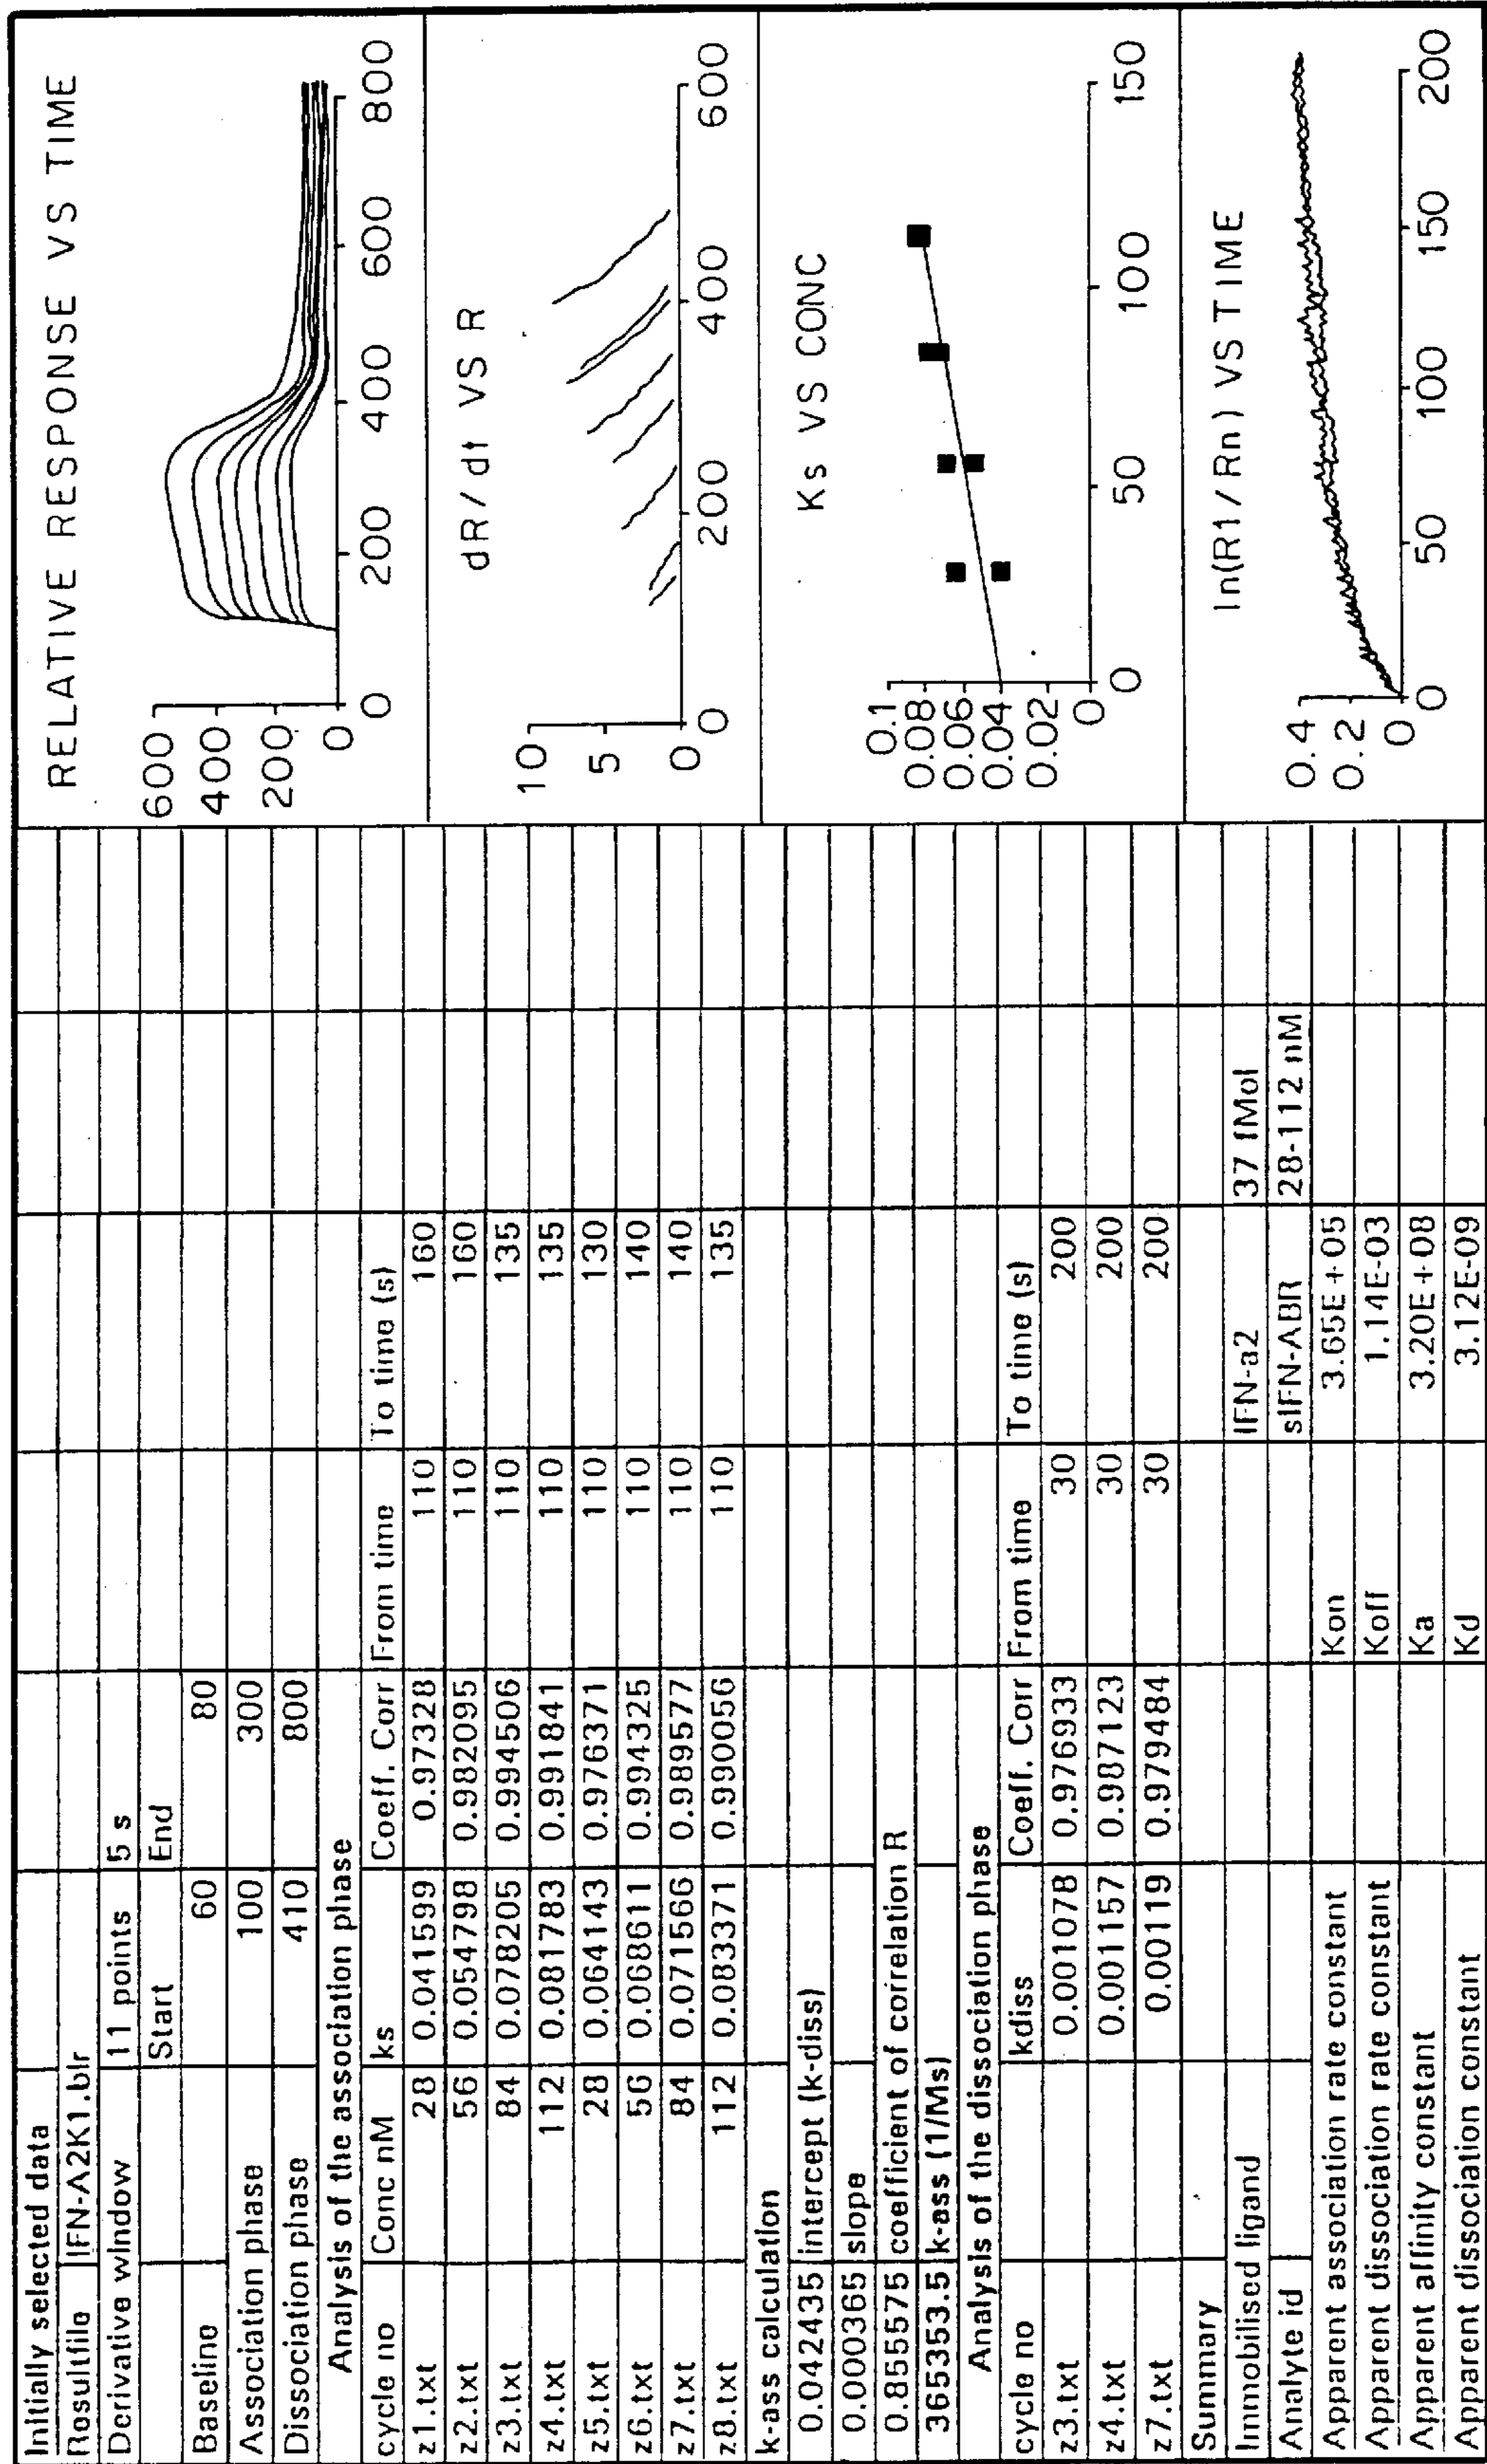 Initially selected data
Resultfile IFN-A2K1.blr
Derivative window 11 points 5 s
Start End
Baseline 60 80
Association phase 100 300
Dissociation phase 410 800
Analysis of the association phase
cycle no Conc nM ks Coeff. Corr From time To time (s)
z1.txt 28 0.041599 0.97328 110 160
z2.txt 56 0.054798 0.982095 110 160
z3.txt 84 0.078205 0.994506 110 135
z4.txt 112 0.081783 0.991841 110 135
z5.txt 28 0.064143 0.976371 110 130
z6.txt 56 0.068611 0.994325 110 140
z7.txt 84 0.071566 0.989577 110 140
z8.txt 112 0.083371 0.990056 110 135
k-ass calculation
0.042435 intercept (k-diss)
0.000365 slope
0.855575 coefficient of correlation R
365353.5 k-ass (1/Ms)
Analysis of the dissociation phase
cycle no kdiss Coeff. Corr From time To time (s)
z3.txt 0.001078 0.976933 30 200
z4.txt 0.001157 0.987123 30 200
z7.txt 0.00119 0.979484 30 200
Summary
Immobilised ligand IFN-a2 37 fMol
Analyte id sIFN-ABR 28-112 nM
Apparent association rate constant Kon 3.65E+05
Apparent dissociation rate constant Koff 1.14E-03
Apparent affinity constant Ka 3.20E+08
Apparent dissociation constant Kd 3.12E-09
RELATIVE RESPONSE VS TIME
600
400
200
0
0 200 400 600 800
dR/dt VS R
10
5
0
0 200 400 600
Ks VS CONC
0.1
0.08
0.06
0.04
0.02
0
0 50 100 150
ln(R1/Rn) VS TIME
0.4
0.2
0
0 50 100 150 200